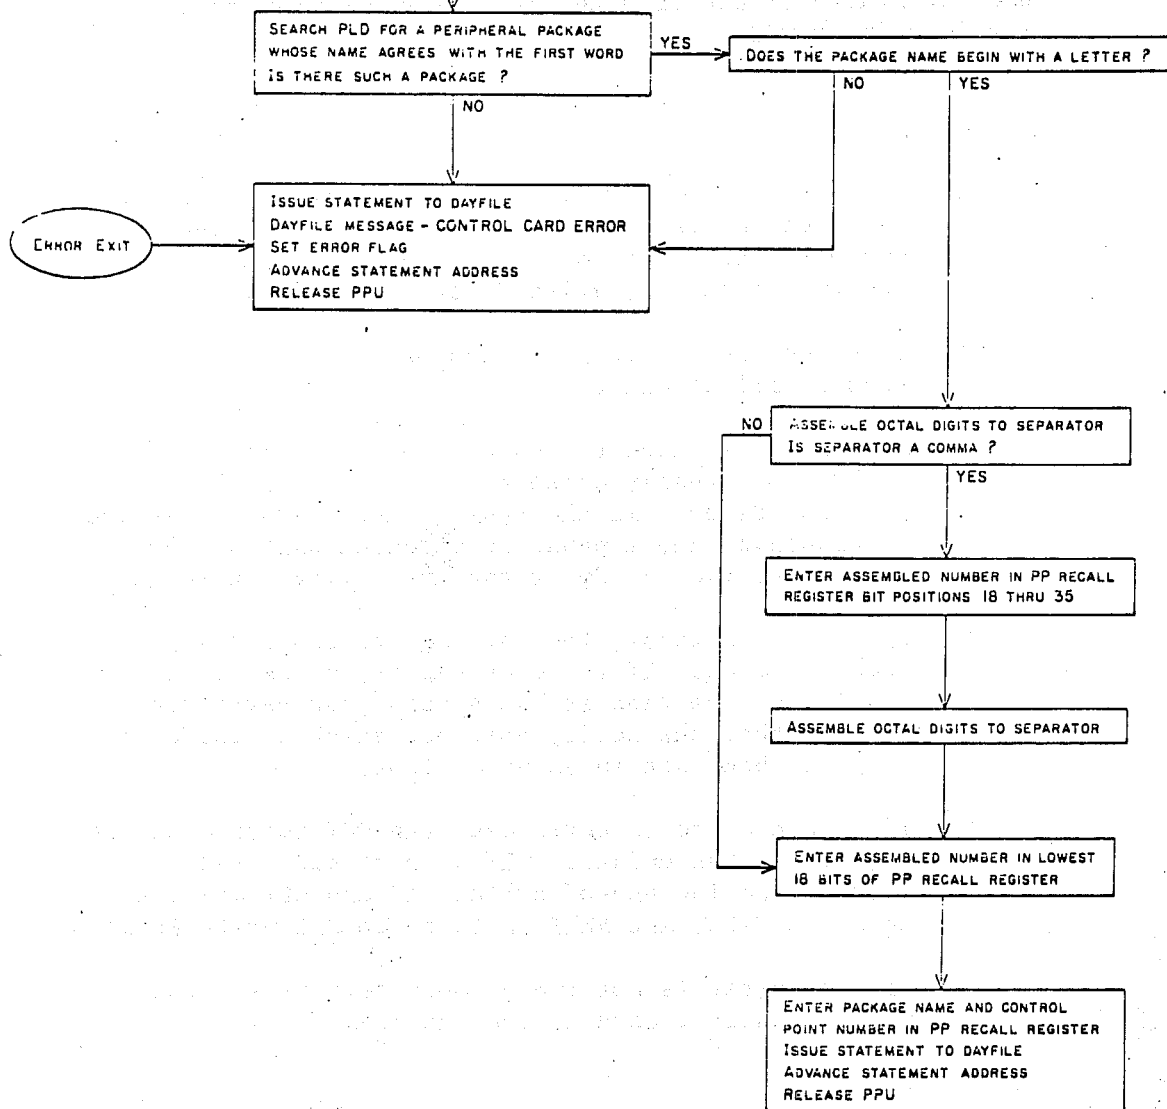 SEARCH PLD FOR A PERIPHERAL PACKAGE
WHOSE NAME AGREES WITH THE FIRST WORD
IS THERE SUCH A PACKAGE ?
YES
DOES THE PACKAGE NAME BEGIN WITH A LETTER ?
NO
NO
YES
ERROR EXIT
ISSUE STATEMENT TO DAYFILE
DAYFILE MESSAGE - CONTROL CARD ERROR
SET ERROR FLAG
ADVANCE STATEMENT ADDRESS
RELEASE PPU
NO
ASSEMBLE OCTAL DIGITS TO SEPARATOR
IS SEPARATOR A COMMA ?
YES
ENTER ASSEMBLED NUMBER IN PP RECALL
REGISTER BIT POSITIONS 18 THRU 35
ASSEMBLE OCTAL DIGITS TO SEPARATOR
ENTER ASSEMBLED NUMBER IN LOWEST
18 BITS OF PP RECALL REGISTER
ENTER PACKAGE NAME AND CONTROL
POINT NUMBER IN PP RECALL REGISTER
ISSUE STATEMENT TO DAYFILE
ADVANCE STATEMENT ADDRESS
RELEASE PPU